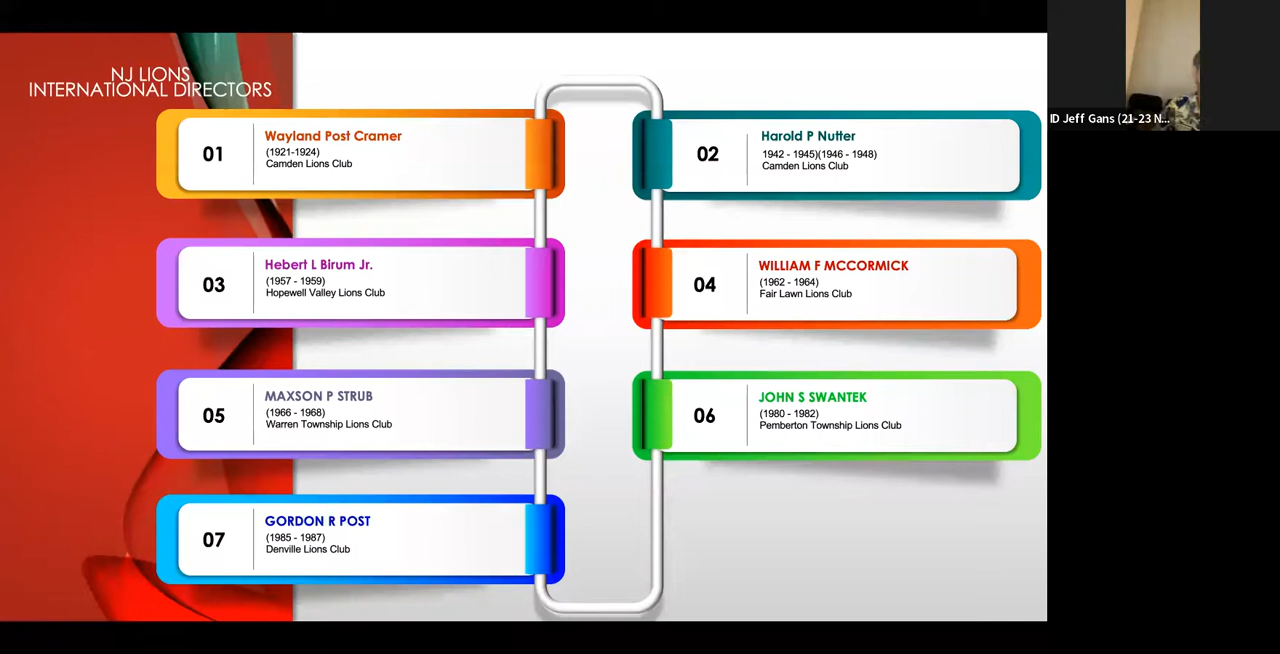 NJ LIONS
INTERNATIONAL DIRECTORS
01
Wayland Post Cramer
(1921-1924)
Camden Lions Club
02
Harold P Nutter
1942 - 1945)(1946 - 1948)
Camden Lions Club
03
Hebert L Birum Jr.
(1957 - 1959)
Hopewell Valley Lions Club
04
WILLIAM F MCCORMICK
(1962 - 1964)
Fair Lawn Lions Club
05
MAXSON P STRUB
(1966 - 1968)
Warren Township Lions Club
06
JOHN S SWANTEK
(1980 - 1982)
Pemberton Township Lions Club
07
GORDON R POST
(1985 - 1987)
Denville Lions Club
ID Jeff Gans (21-23 N...